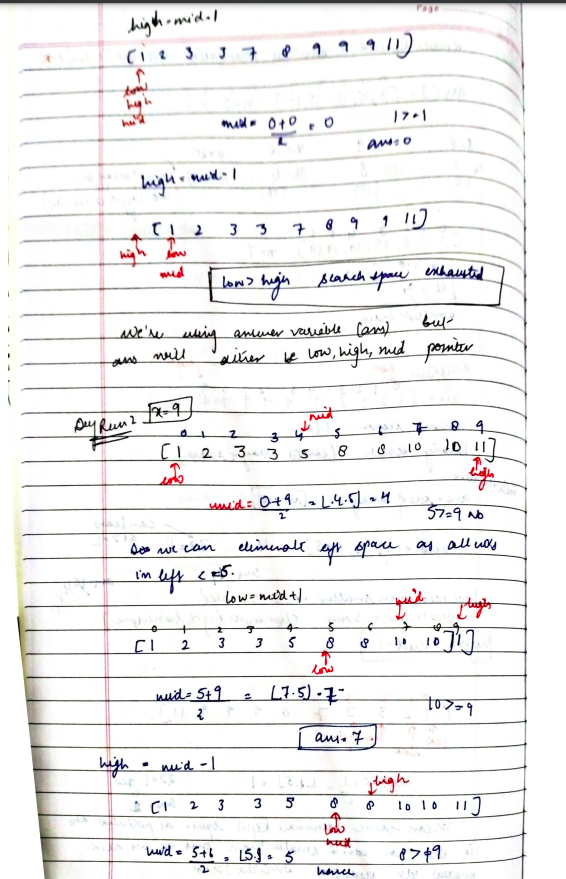 Page
high = mid - 1
[1 2 3 3 7 8 9 9 9 11]
low
high
mid
mid = 0+0 = 0 1 > -1
2
ans = 0
high = mid - 1
[1 2 3 3 7 8 9 9 11]
high low
mid
low > high search space exhausted
We're using answer variable (ans) but
ans will either be low, high, mid pointer
Dry Run 2 x = 9
mid
0 1 2 3 4 5 6 7 8 9
[1 2 3 3 5 8 8 10 10 11]
low high
mid = 0+9 = ⌊4.5⌋ = 4
2
5 >= 9 no
So we can eliminate left space as all nos
in left <= 5.
low = mid + 1
mid high
0 1 2 3 4 5 6 7 8 9
[1 2 3 3 5 8 8 10 10 11]
low
mid = 5+9 = ⌊7.5⌋ = 7
2
10 >= 9
ans = 7
high = mid - 1
high
[1 2 3 3 5 8 8 10 10 11]
low
mid
mid = 5+6 = ⌊5.5⌋ = 5 8 >≠ 9
2
hence